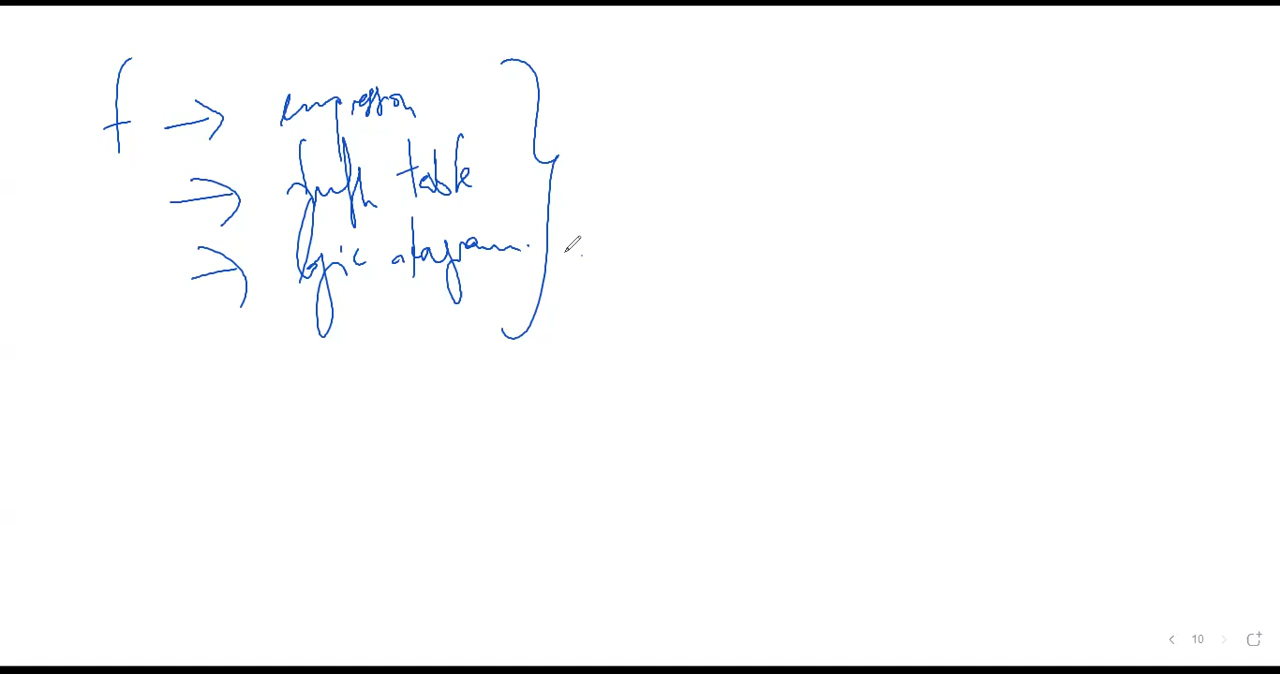 f → expression
→ truth table
→ logic diagram.
10